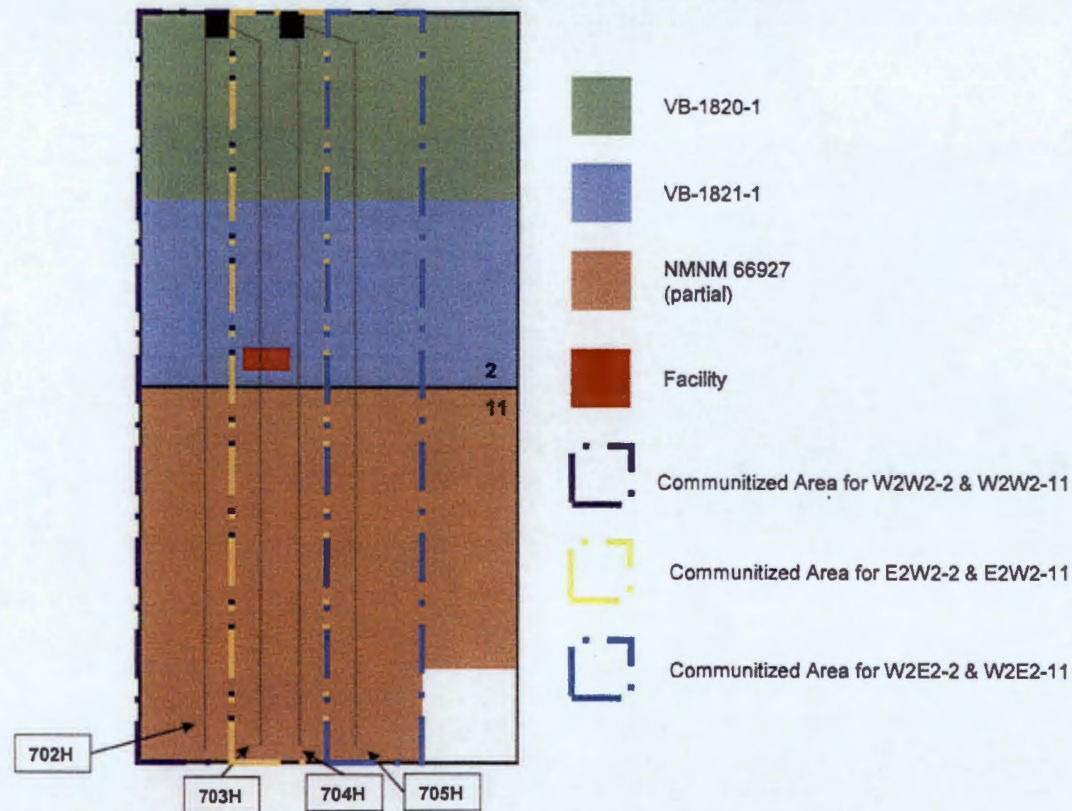 VB-1820-1
VB-1821-1
NMNM 66927
(partial)
Facility
2
11
Communitized Area for W2W2-2 & W2W2-11
Communitized Area for E2W2-2 & E2W2-11
Communitized Area for W2E2-2 & W2E2-11
702H
703H
704H
705H